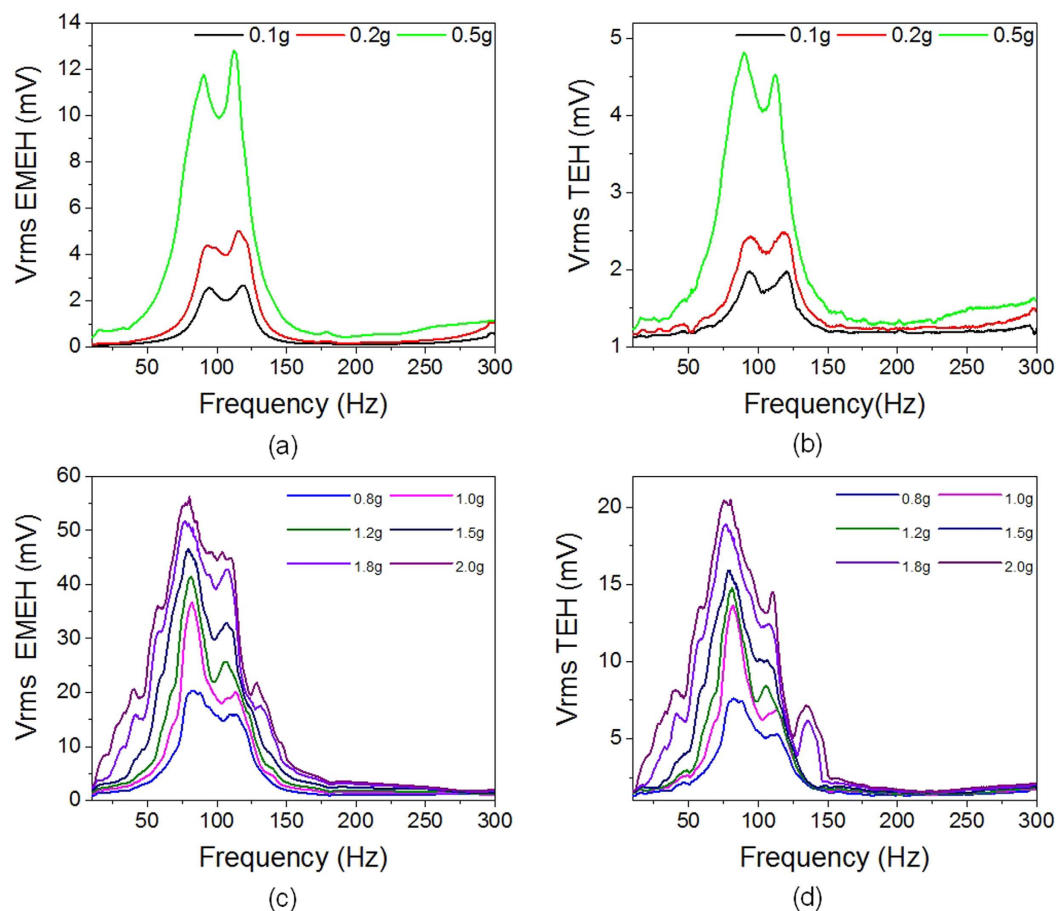 14
12
10
8
6
4
2
0
Vrms EMEH (mV)
0.1g 0.2g 0.5g
50 100 150 200 250 300
Frequency (Hz)
(a)
5
4
3
2
1
Vrms TEH (mV)
0.1g 0.2g 0.5g
50 100 150 200 250 300
Frequency(Hz)
(b)
60
50
40
30
20
10
0
Vrms EMEH (mV)
0.8g 1.0g
1.2g 1.5g
1.8g 2.0g
50 100 150 200 250 300
Frequency (Hz)
(c)
20
15
10
5
Vrms TEH (mV)
0.8g 1.0g
1.2g 1.5g
1.8g 2.0g
50 100 150 200 250 300
Frequency (Hz)
(d)